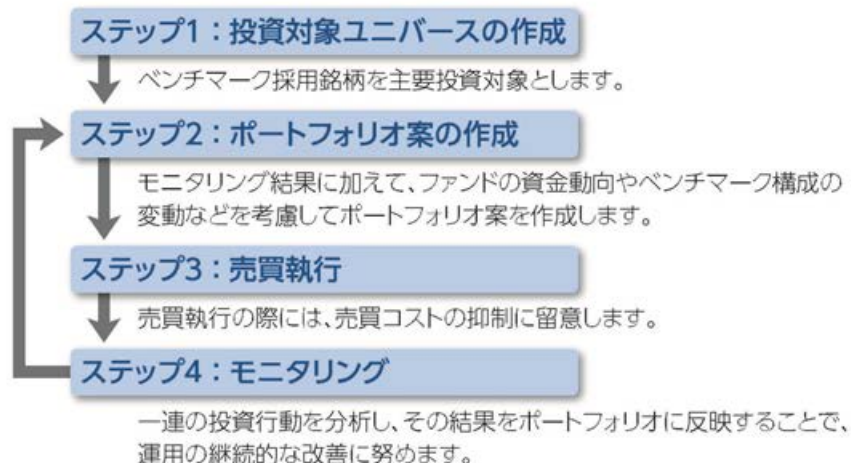 ステップ1：投資対象ユニバースの作成
ベンチマーク採用銘柄を主要投資対象とします。
ステップ2：ポートフォリオ案の作成
モニタリング結果に加えて、ファンドの資金動向やベンチマーク構成の
変動などを考慮してポートフォリオ案を作成します。
ステップ3：売買執行
売買執行の際には、売買コストの抑制に留意します。
ステップ4：モニタリング
一連の投資行動を分析し、その結果をポートフォリオに反映することで、
運用の継続的な改善に努めます。